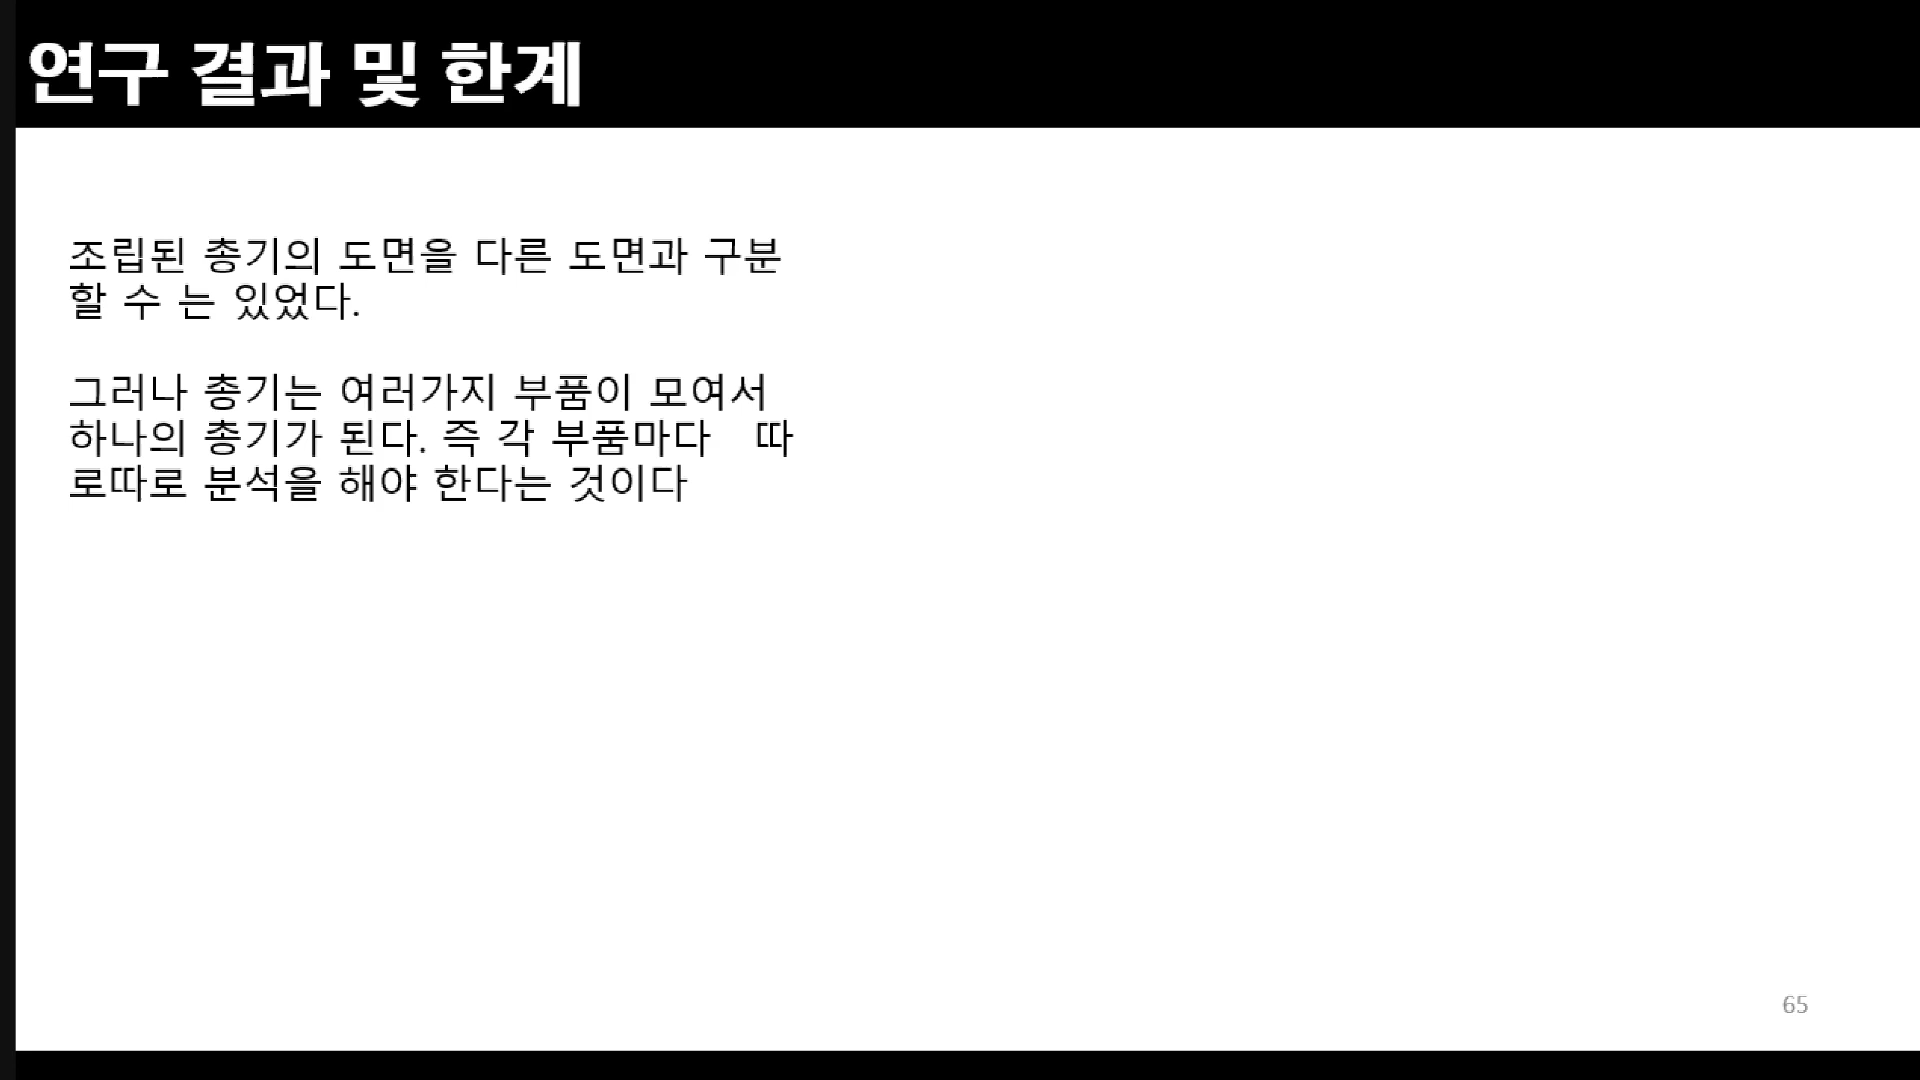 연구 결과 및 한계
조립된 총기의 도면을 다른 도면과 구분
할 수 는 있었다.
그러나 총기는 여러가지 부품이 모여서
하나의 총기가 된다. 즉 각 부품마다 따
로따로 분석을 해야 한다는 것이다
65